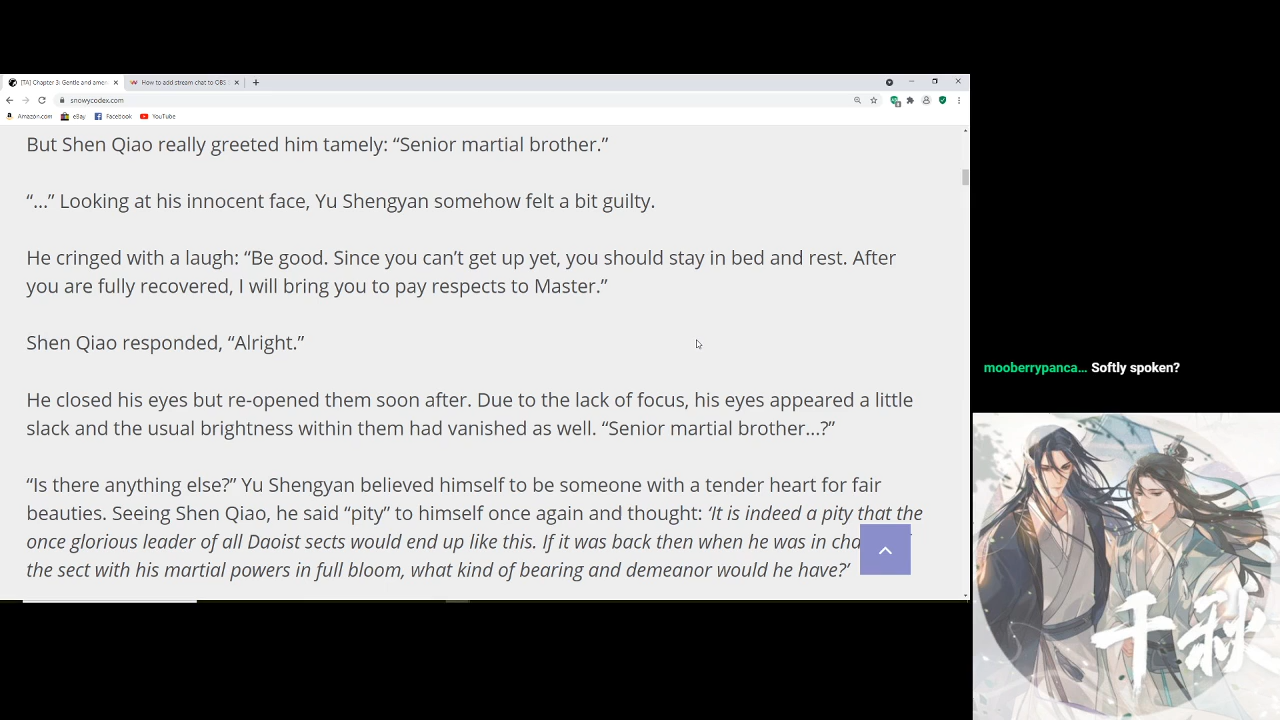 [TA] Chapter 3: Gentle and ame
How to add stream chat to OBS
snowycodex.com
Amazon.com
eBay
Facebook
YouTube
But Shen Qiao really greeted him tamely: “Senior martial brother.”
“...” Looking at his innocent face, Yu Shengyan somehow felt a bit guilty.
He cringed with a laugh: “Be good. Since you can’t get up yet, you should stay in bed and rest. After
you are fully recovered, I will bring you to pay respects to Master.”
Shen Qiao responded, “Alright.”
He closed his eyes but re-opened them soon after. Due to the lack of focus, his eyes appeared a little
slack and the usual brightness within them had vanished as well. “Senior martial brother...?”
“Is there anything else?” Yu Shengyan believed himself to be someone with a tender heart for fair
beauties. Seeing Shen Qiao, he said “pity” to himself once again and thought: ‘It is indeed a pity that the
once glorious leader of all Daoist sects would end up like this. If it was back then when he was in cha
the sect with his martial powers in full bloom, what kind of bearing and demeanor would he have?’
mooberrypanca... Softly spoken?
千秋